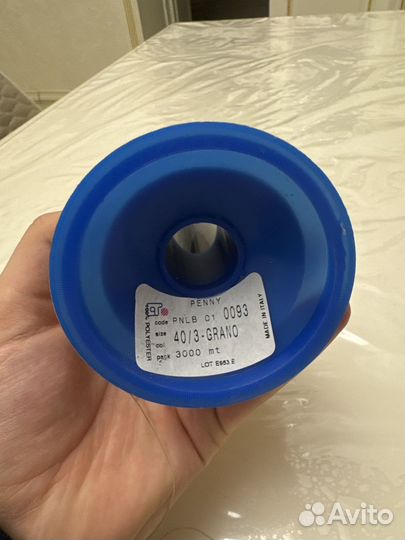 PENNY
code PNLB 01 0093
size 40/3-GRANO
col
pack 3000 mt
LOT E953.2
POLYESTER
MADE IN ITALY
Avito